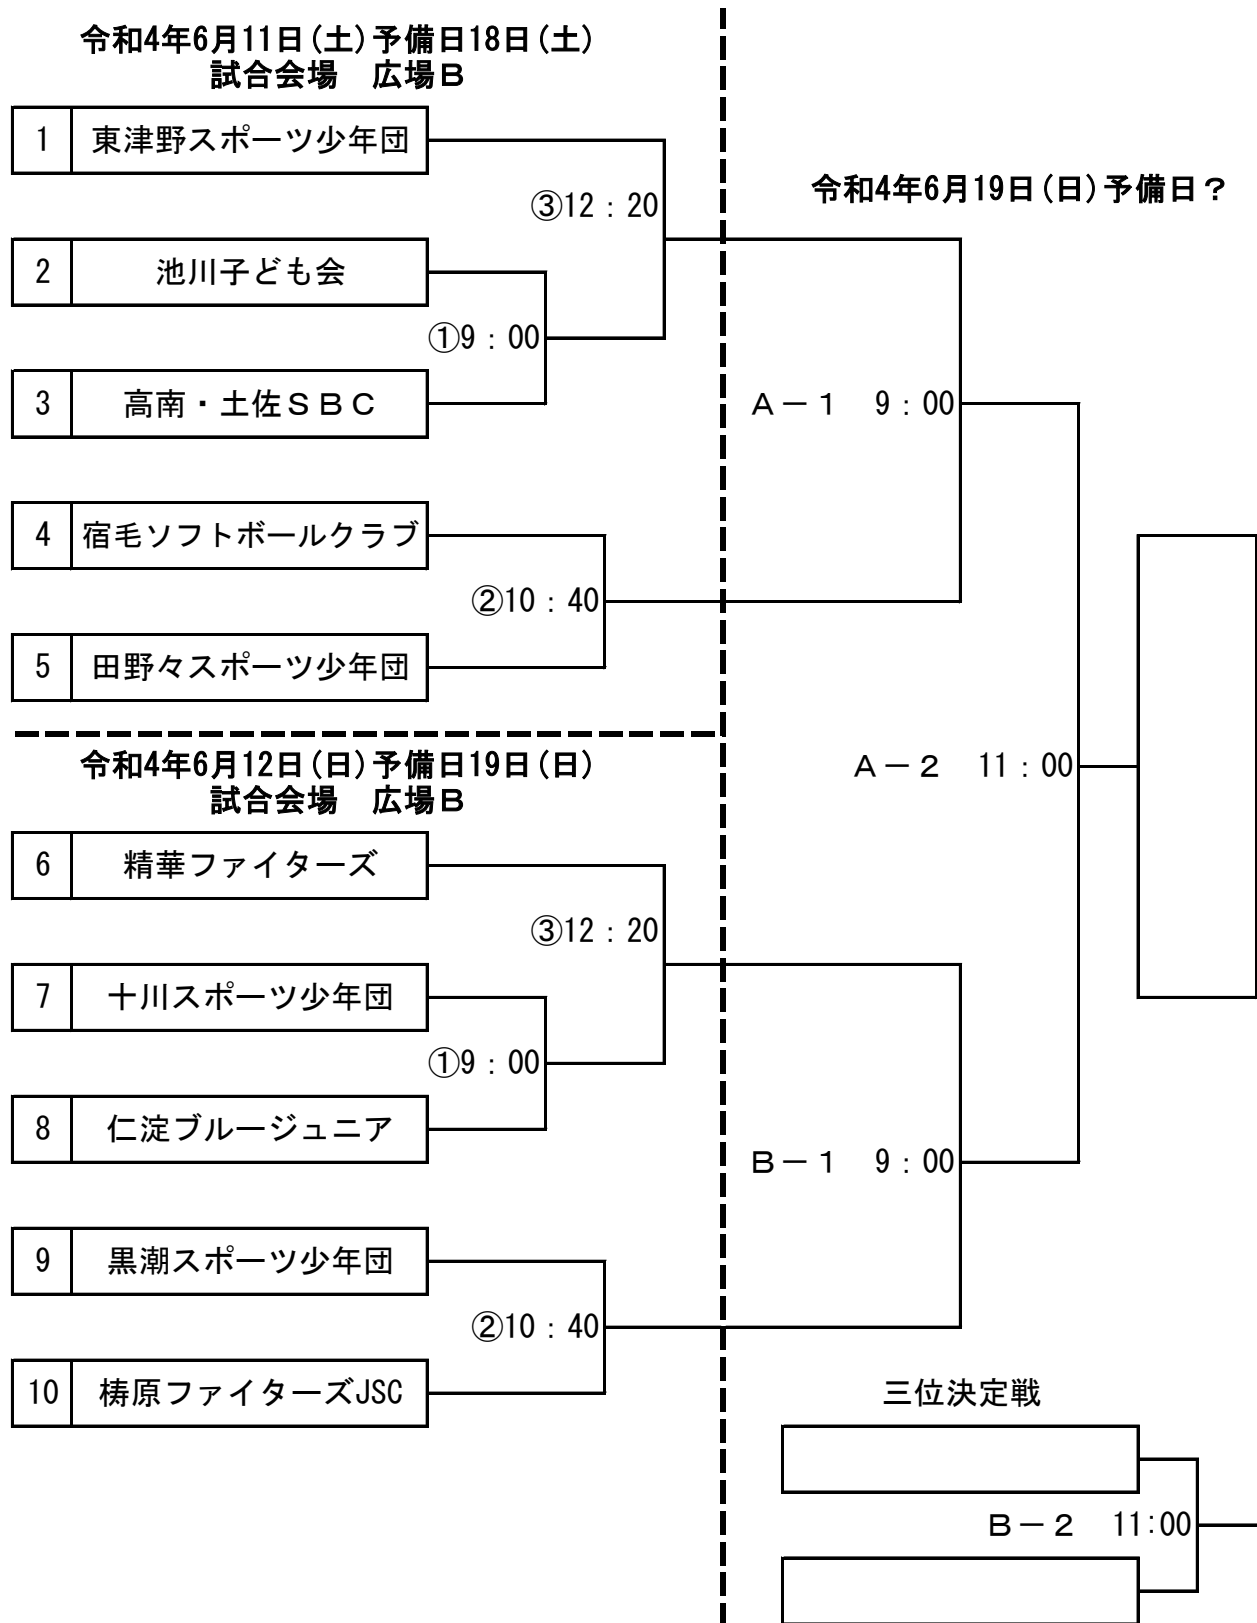 令和4年6月11日(土)予備日18日(土)
試合会場　広場Ｂ
1 東津野スポーツ少年団
③12：20
令和4年6月19日(日)予備日？
2 池川子ども会
①9：00
3 高南・土佐ＳＢＣ
Ａ－１　9：00
4 宿毛ソフトボールクラブ
②10：40
5 田野々スポーツ少年団
令和4年6月12日(日)予備日19日(日)
試合会場　広場Ｂ
Ａ－２　11：00
6 精華ファイターズ
③12：20
7 十川スポーツ少年団
①9：00
8 仁淀ブルージュニア
Ｂ－１　9：00
9 黒潮スポーツ少年団
②10：40
10 梼原ファイターズJSC
三位決定戦
Ｂ－２　11:00